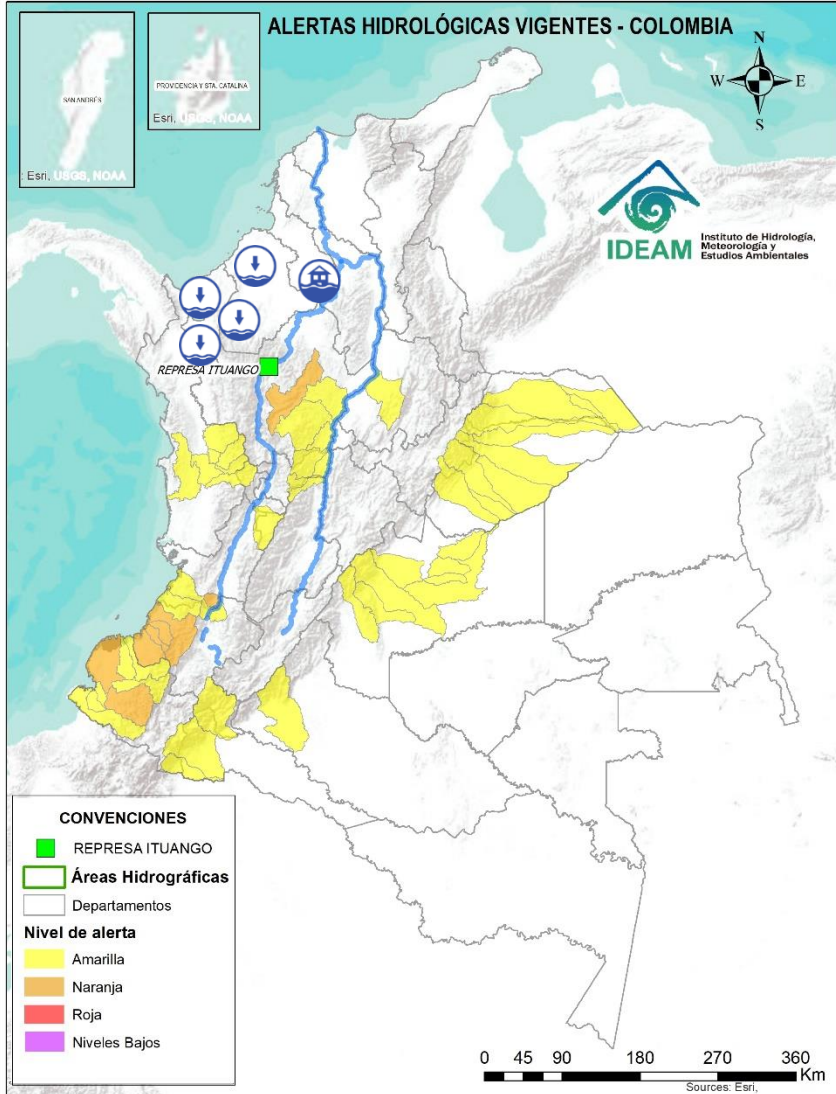 ALERTAS HIDROLÓGICAS VIGENTES - COLOMBIA
SAN ANDRÉS
Esri, USGS, NOAA
PROVIDENCIA Y STA. CATALINA
Esri, USGS, NOAA
N
W
E
S
IDEAM
Instituto de Hidrología,
Meteorología y
Estudios Ambientales
REPRESA ITUANGO
CONVENCIONES
REPRESA ITUANGO
Áreas Hidrográficas
Departamentos
Nivel de alerta
Amarilla
Naranja
Roja
Niveles Bajos
0 45 90 180 270 360
Km
Sources: Esri,